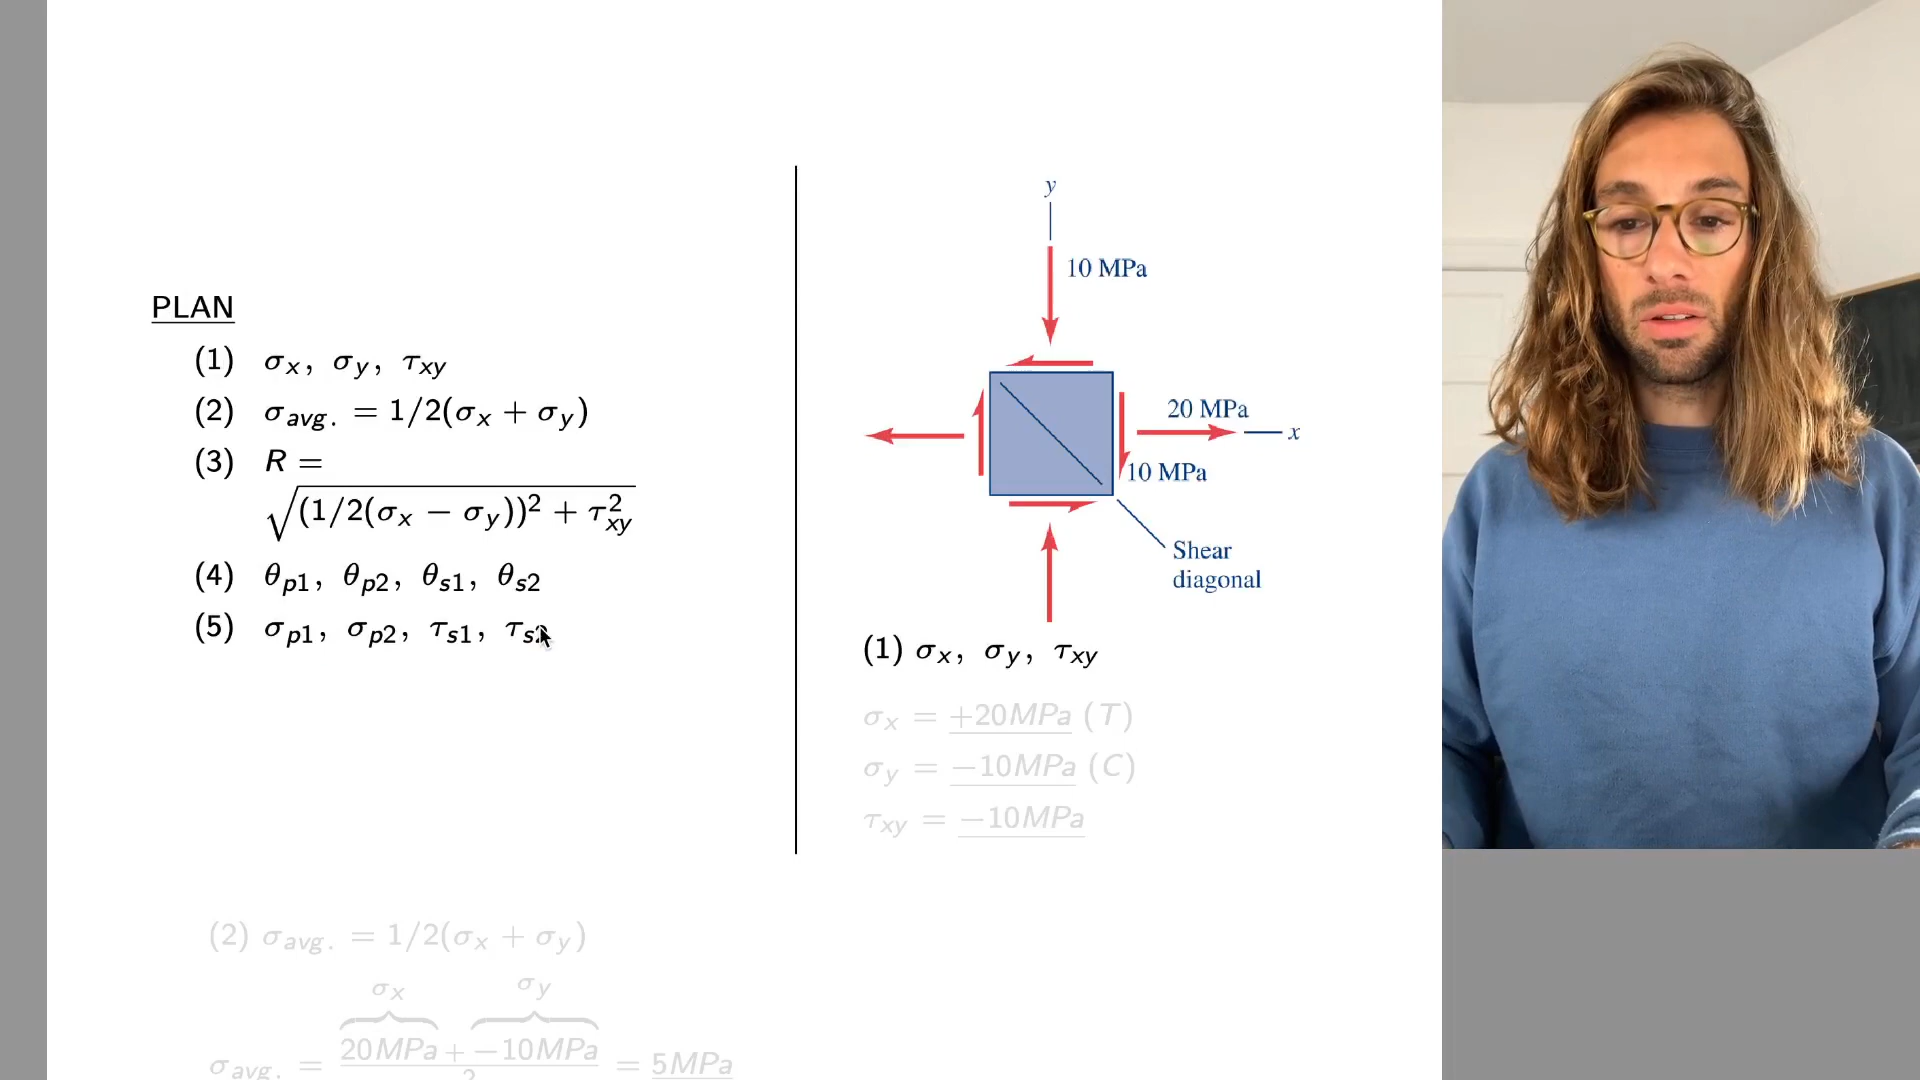 PLAN
(1) σx, σy, τxy
(2) σavg. = 1/2(σx + σy)
(3) R =
√(1/2(σx − σy))² + τ²xy
(4) θp1, θp2, θs1, θs2
(5) σp1, σp2, τs1, τs2
y
10 MPa
20 MPa
x
10 MPa
Shear
diagonal
(1) σx, σy, τxy
σx = +20MPa (T)
σy = −10MPa (C)
τxy = −10MPa
(2) σavg. = 1/2(σx + σy)
σx σy
σavg. = 20MPa + −10MPa = 5MPa
2